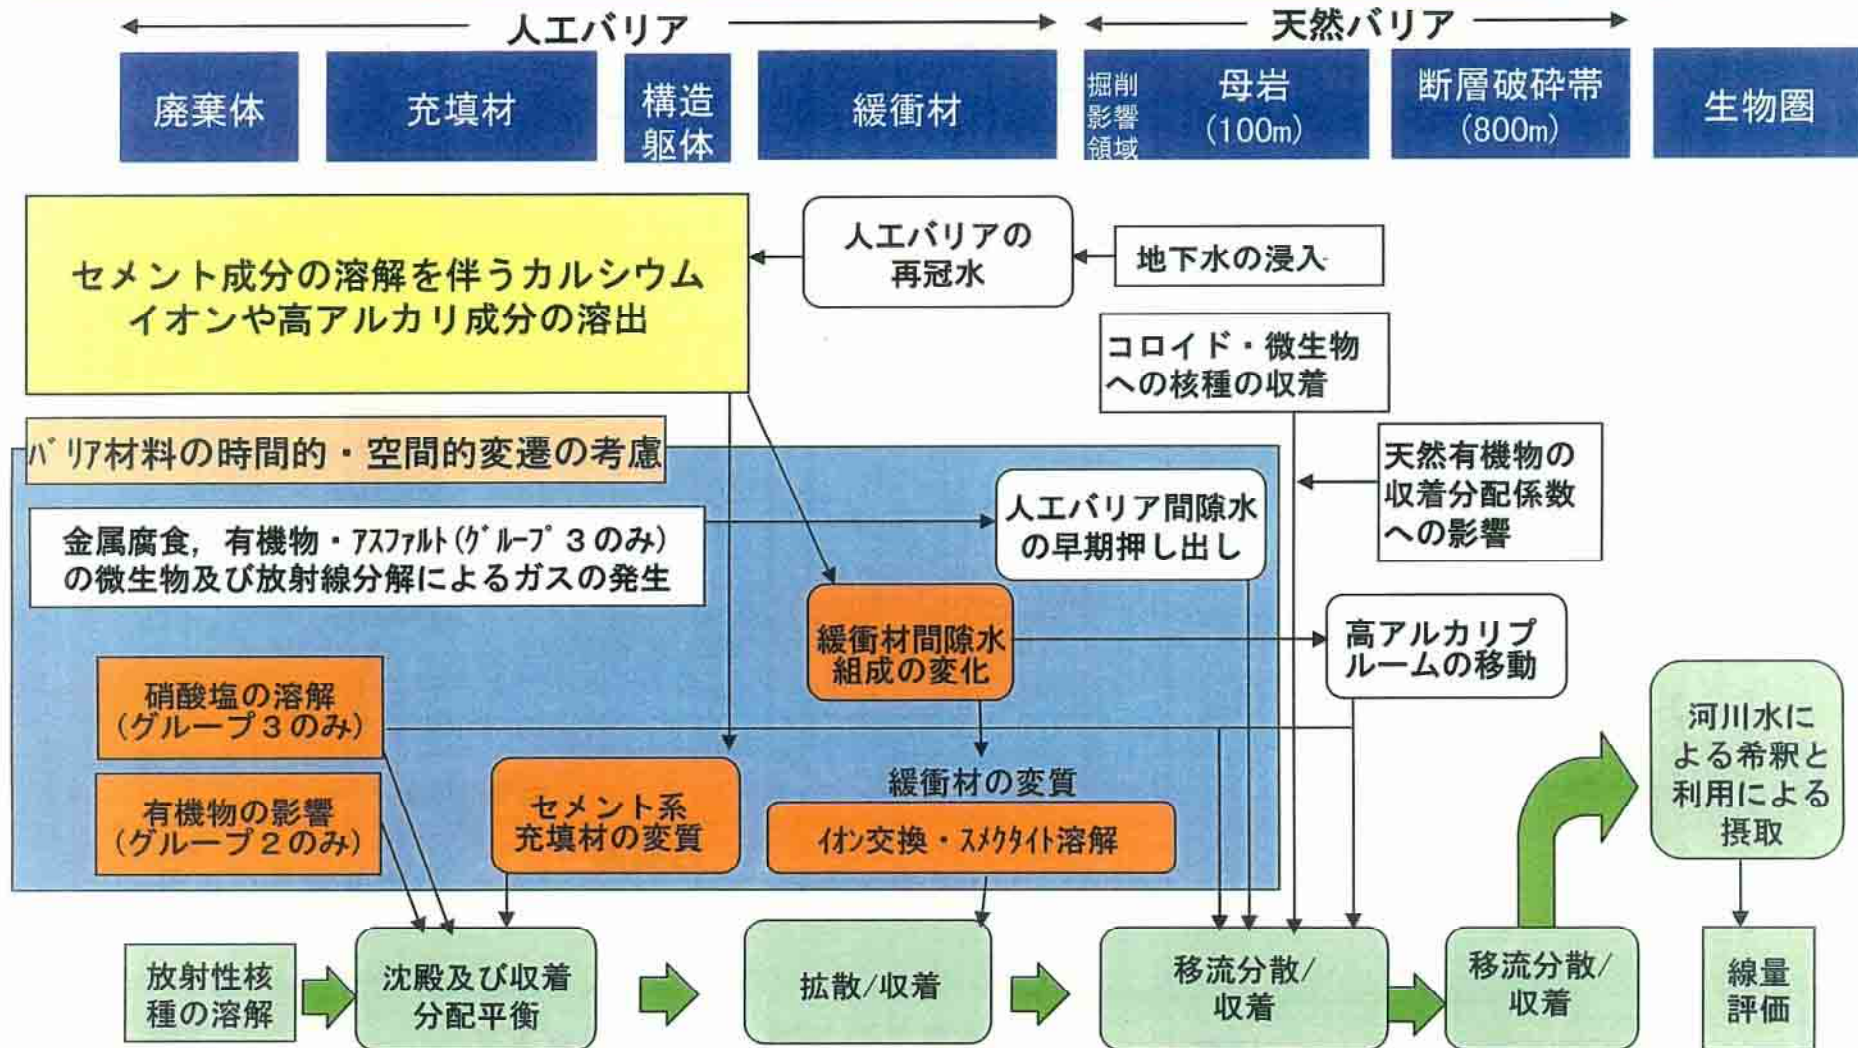 人工バリア
天然バリア
廃棄体
充填材
構造
躯体
緩衝材
掘削
影響
領域
母岩
(100m)
断層破砕帯
(800m)
生物圏
セメント成分の溶解を伴うカルシウム
イオンや高アルカリ成分の溶出
人工バリアの
再冠水
地下水の浸入
コロイド・微生物
への核種の収着
バリア材料の時間的・空間的変遷の考慮
天然有機物の
収着分配係数
への影響
金属腐食，有機物・アスファルト(グループ3のみ)
の微生物及び放射線分解によるガスの発生
人工バリア間隙水
の早期押し出し
緩衝材間隙水
組成の変化
高アルカリプ
ルームの移動
硝酸塩の溶解
(グループ3のみ)
有機物の影響
(グループ2のみ)
セメント系
充填材の変質
緩衝材の変質
イオン交換・スメクタイト溶解
河川水に
よる希釈と
利用による
摂取
放射性核
種の溶解
沈殿及び収着
分配平衡
拡散/収着
移流分散/
収着
移流分散/
収着
線量
評価